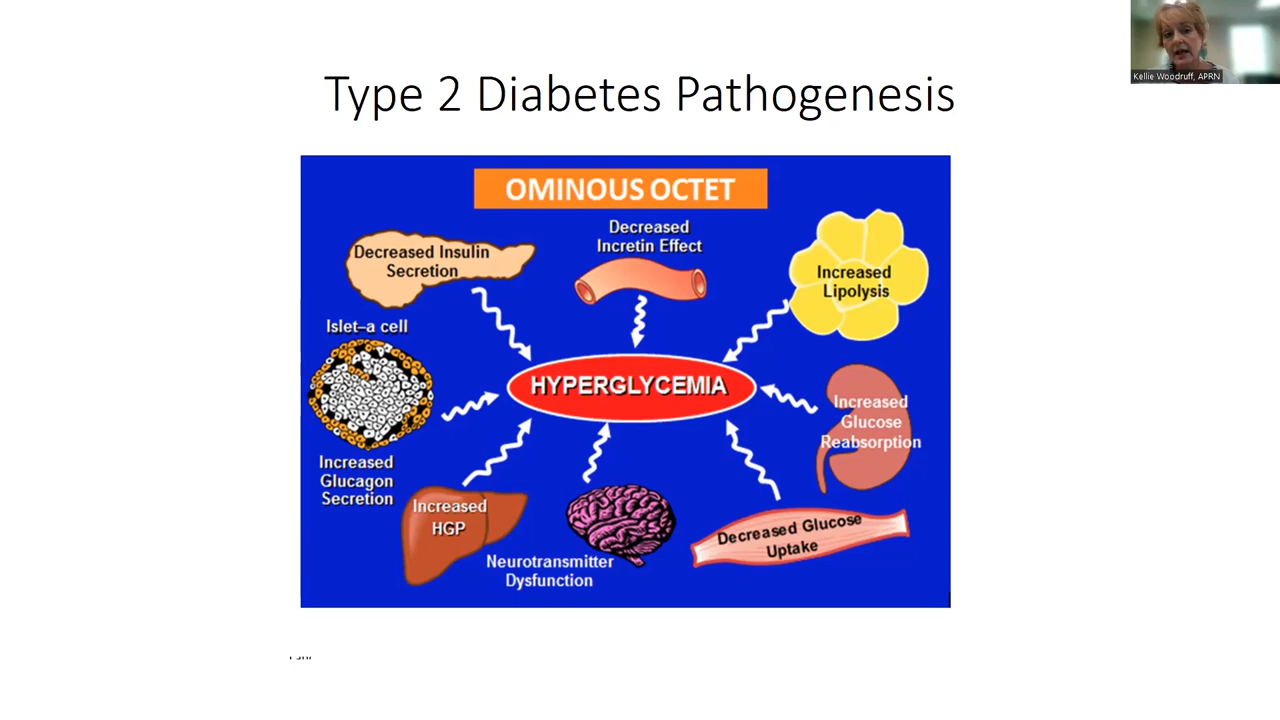 Kellie Woodruff, APRN
Type 2 Diabetes Pathogenesis
OMINOUS OCTET
Decreased Insulin
Secretion
Decreased
Incretin Effect
Increased
Lipolysis
Islet–a cell
HYPERGLYCEMIA
Increased
Glucose
Reabsorption
Increased
Glucagon
Secretion
Increased
HGP
Neurotransmitter
Dysfunction
Decreased Glucose
Uptake